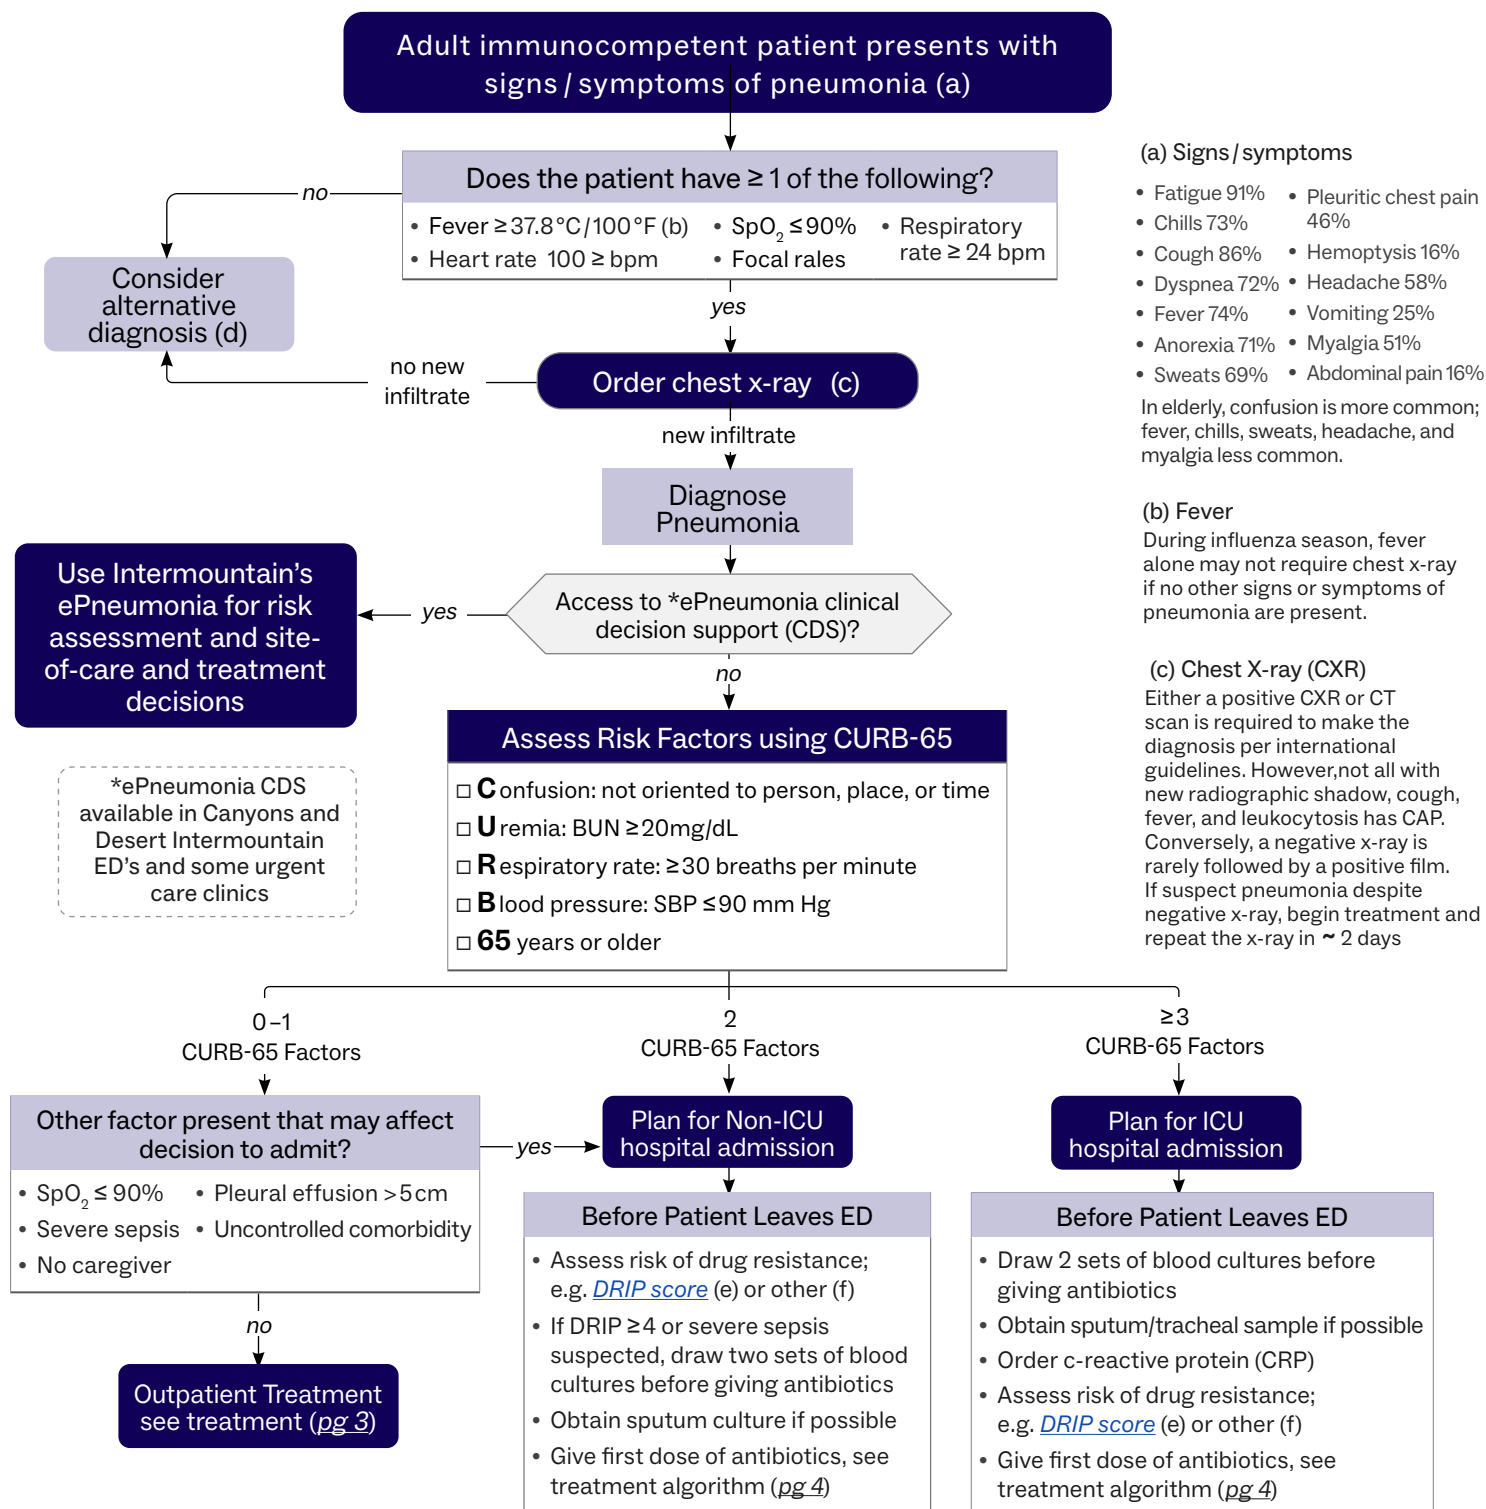 Adult immunocompetent patient presents with
signs / symptoms of pneumonia (a)
Does the patient have ≥ 1 of the following?
• Fever ≥ 37.8°C/100°F (b)
• Heart rate 100 ≥ bpm
• SpO2 ≤ 90%
• Focal rales
• Respiratory
rate ≥ 24 bpm
no
Consider
alternative
diagnosis (d)
yes
no new
infiltrate
Order chest x-ray (c)
new infiltrate
Diagnose
Pneumonia
Access to *ePneumonia clinical
decision support (CDS)?
yes
Use Intermountain’s
ePneumonia for risk
assessment and site-
of-care and treatment
decisions
*ePneumonia CDS
available in Canyons and
Desert Intermountain
ED’s and some urgent
care clinics
no
Assess Risk Factors using CURB-65
□ Confusion: not oriented to person, place, or time
□ Uremia: BUN ≥20mg/dL
□ Respiratory rate: ≥30 breaths per minute
□ Blood pressure: SBP ≤90 mm Hg
□ 65 years or older
0–1
CURB-65 Factors
2
CURB-65 Factors
≥3
CURB-65 Factors
Other factor present that may affect
decision to admit?
• SpO2 ≤ 90%
• Severe sepsis
• No caregiver
• Pleural effusion >5cm
• Uncontrolled comorbidity
yes
no
Outpatient Treatment
see treatment (pg 3)
Plan for Non-ICU
hospital admission
Before Patient Leaves ED
• Assess risk of drug resistance;
e.g. DRIP score (e) or other (f)
• If DRIP ≥4 or severe sepsis
suspected, draw two sets of blood
cultures before giving antibiotics
• Obtain sputum culture if possible
• Give first dose of antibiotics, see
treatment algorithm (pg 4)
Plan for ICU
hospital admission
Before Patient Leaves ED
• Draw 2 sets of blood cultures before
giving antibiotics
• Obtain sputum/tracheal sample if possible
• Order c-reactive protein (CRP)
• Assess risk of drug resistance;
e.g. DRIP score (e) or other (f)
• Give first dose of antibiotics, see
treatment algorithm (pg 4)
(a) Signs / symptoms
• Fatigue 91%
• Chills 73%
• Cough 86%
• Dyspnea 72%
• Fever 74%
• Anorexia 71%
• Sweats 69%
• Pleuritic chest pain
46%
• Hemoptysis 16%
• Headache 58%
• Vomiting 25%
• Myalgia 51%
• Abdominal pain 16%
In elderly, confusion is more common;
fever, chills, sweats, headache, and
myalgia less common.
(b) Fever
During influenza season, fever
alone may not require chest x-ray
if no other signs or symptoms of
pneumonia are present.
(c) Chest X-ray (CXR)
Either a positive CXR or CT
scan is required to make the
diagnosis per international
guidelines. However,not all with
new radiographic shadow, cough,
fever, and leukocytosis has CAP.
Conversely, a negative x-ray is
rarely followed by a positive film.
If suspect pneumonia despite
negative x-ray, begin treatment and
repeat the x-ray in ~ 2 days